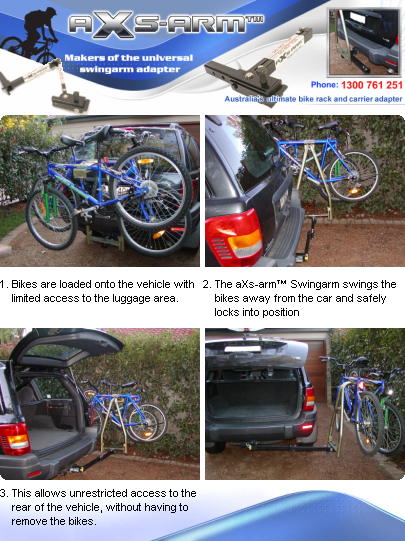 aXs-ARM™
Makers of the universal
swingarm adapter
Phone: 1300 761 251
Australia's ultimate bike rack and carrier adapter
1. Bikes are loaded onto the vehicle with
limited access to the luggage area.
2. The aXs-arm™ Swingarm swings the
bikes away from the car and safely
locks into position
3. This allows unrestricted access to the
rear of the vehicle, without having to
remove the bikes.